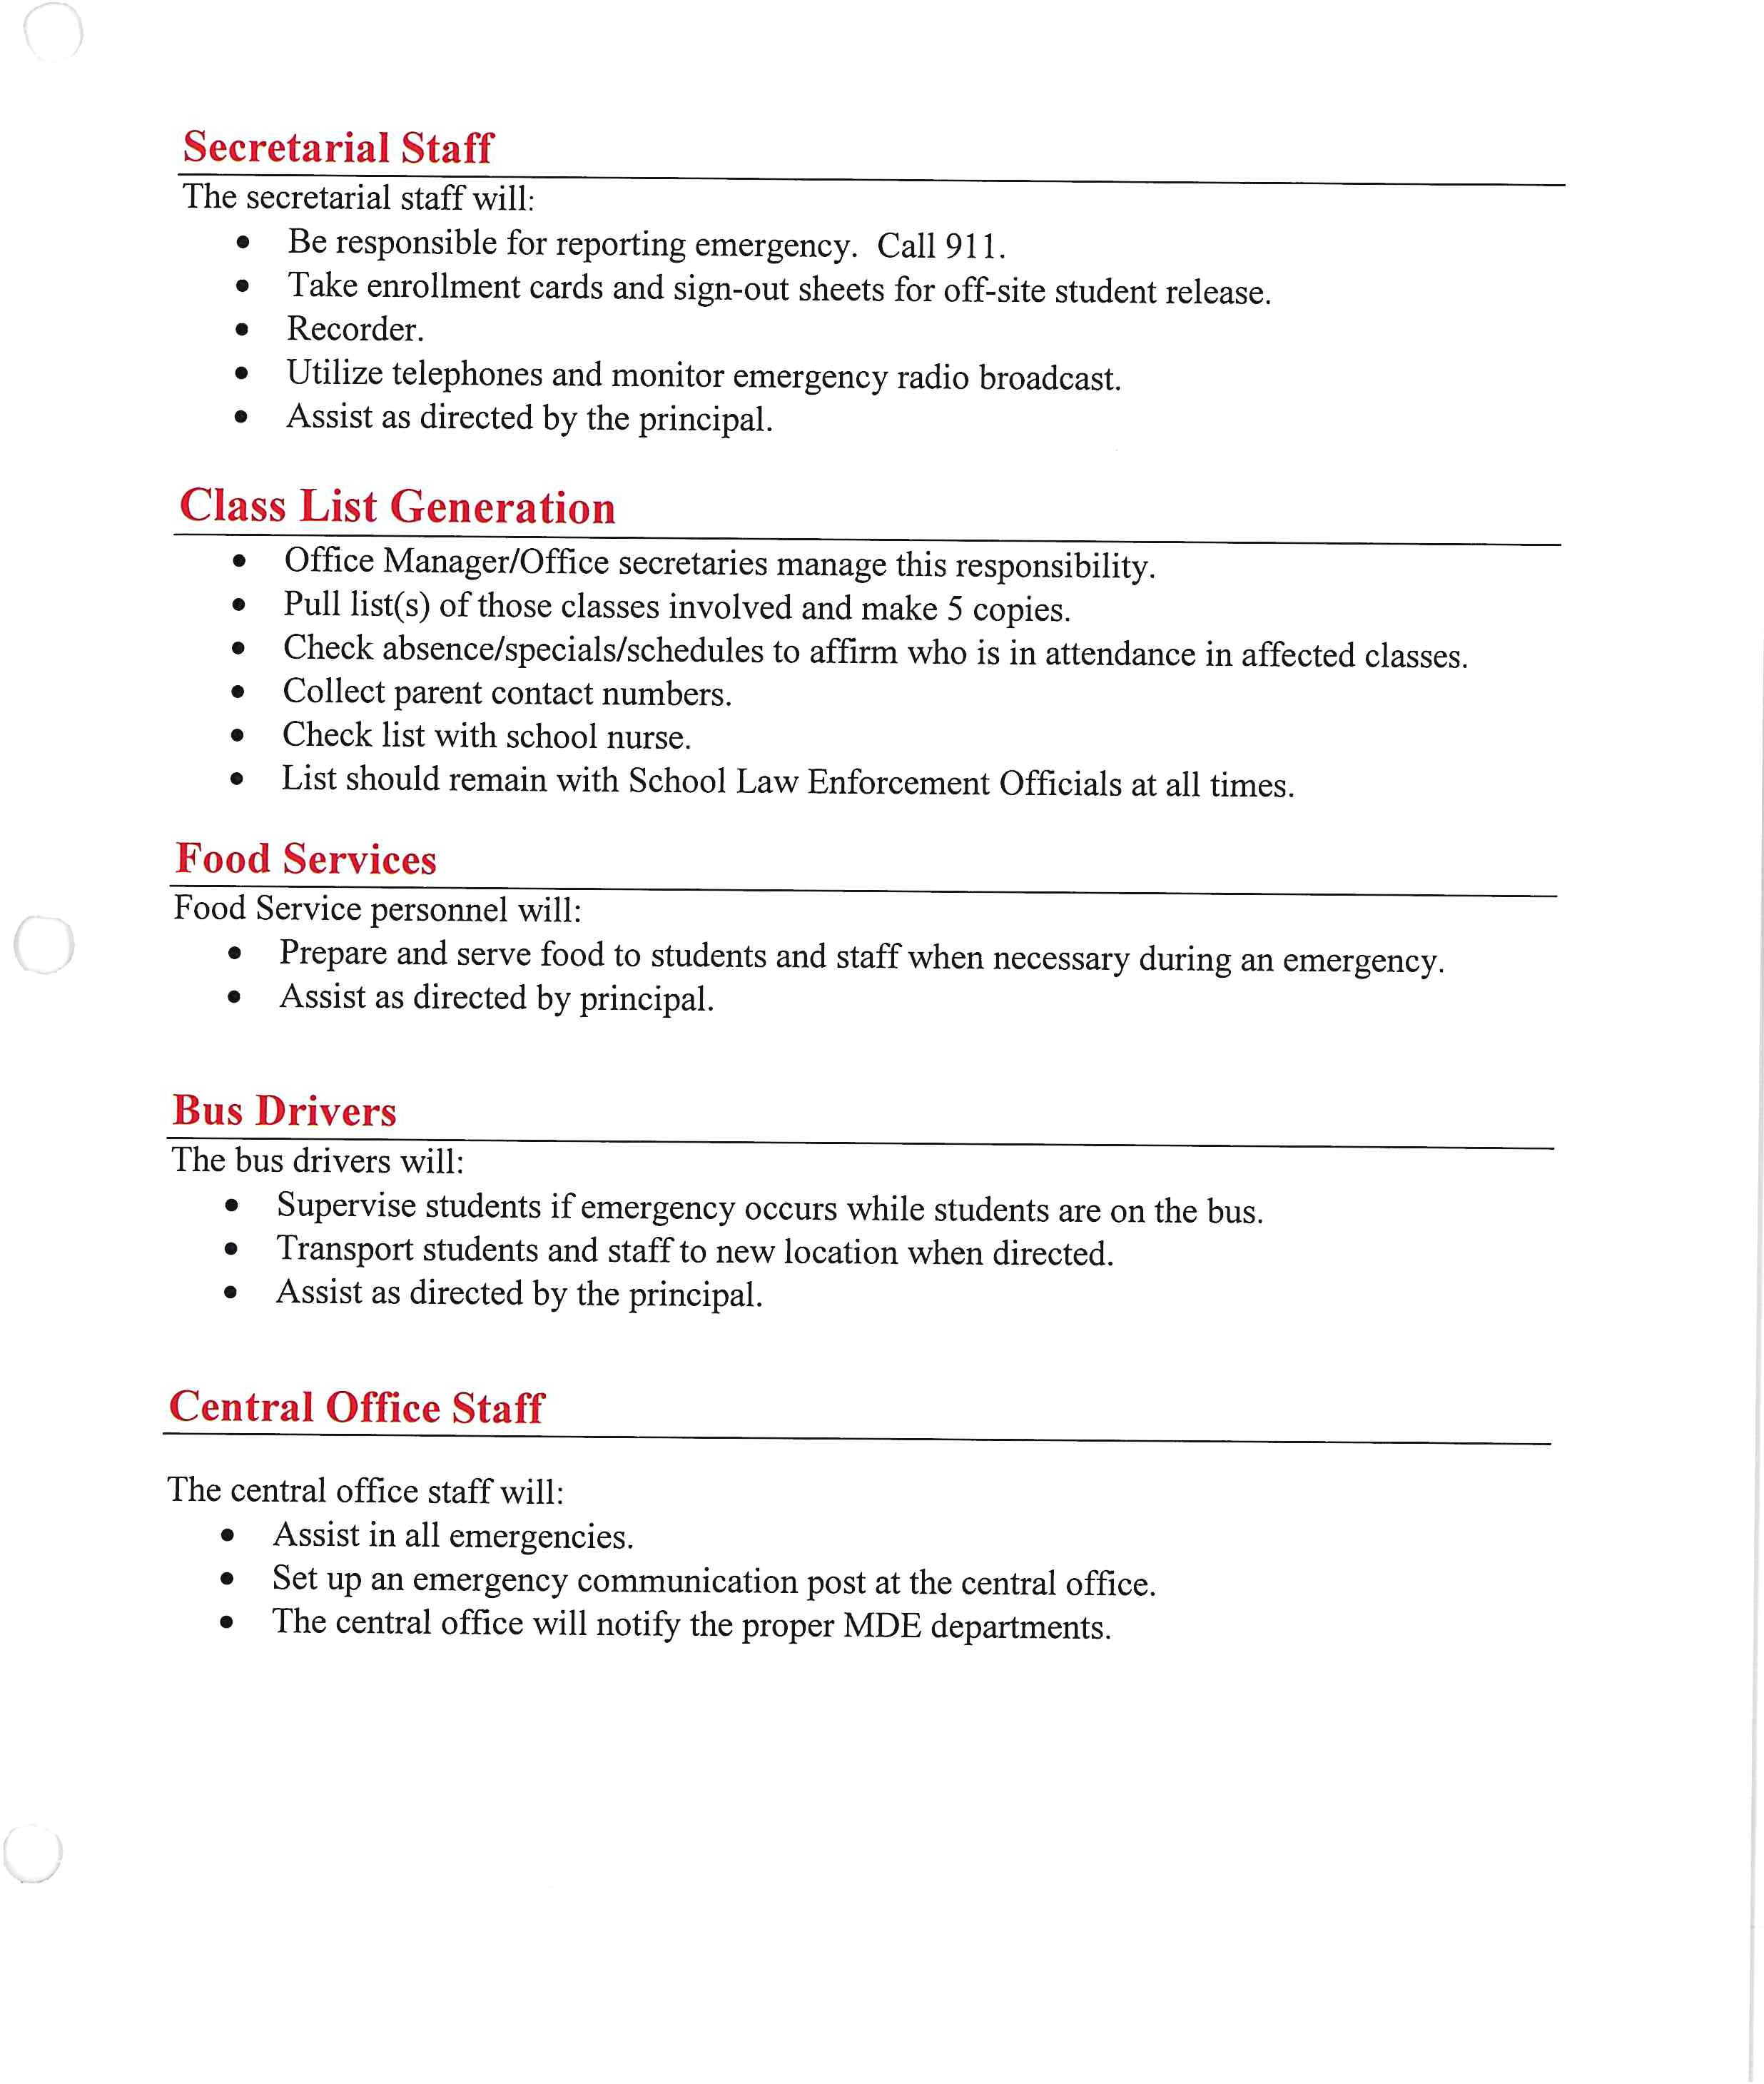 Secretarial Staff
The secretarial staff will:
• Be responsible for reporting emergency.  Call 911.
• Take enrollment cards and sign-out sheets for off-site student release.
• Recorder.
• Utilize telephones and monitor emergency radio broadcast.
• Assist as directed by the principal.
Class List Generation
• Office Manager/Office secretaries manage this responsibility.
• Pull list(s) of those classes involved and make 5 copies.
• Check absence/specials/schedules to affirm who is in attendance in affected classes.
• Collect parent contact numbers.
• Check list with school nurse.
• List should remain with School Law Enforcement Officials at all times.
Food Services
Food Service personnel will:
• Prepare and serve food to students and staff when necessary during an emergency.
• Assist as directed by principal.
Bus Drivers
The bus drivers will:
• Supervise students if emergency occurs while students are on the bus.
• Transport students and staff to new location when directed.
• Assist as directed by the principal.
Central Office Staff
The central office staff will:
• Assist in all emergencies.
• Set up an emergency communication post at the central office.
• The central office will notify the proper MDE departments.